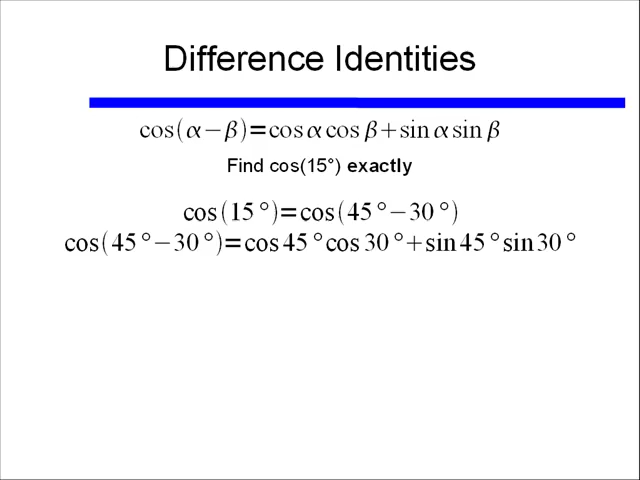 Difference Identities
cos(α−β)=cosαcosβ+sinαsinβ
Find cos(15°) exactly
cos(15°)=cos(45°−30°)
cos(45°−30°)=cos45°cos30°+sin45°sin30°